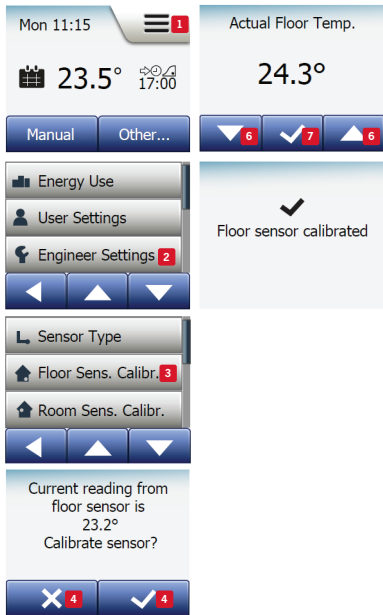 Mon 11:15
1
23.5°
17:00
Manual
Other...
Energy Use
User Settings
Engineer Settings 2
Sensor Type
Floor Sens. Calibr. 3
Room Sens. Calibr.
Current reading from
floor sensor is
23.2°
Calibrate sensor?
4
4
Actual Floor Temp.
24.3°
6
7
6
Floor sensor calibrated